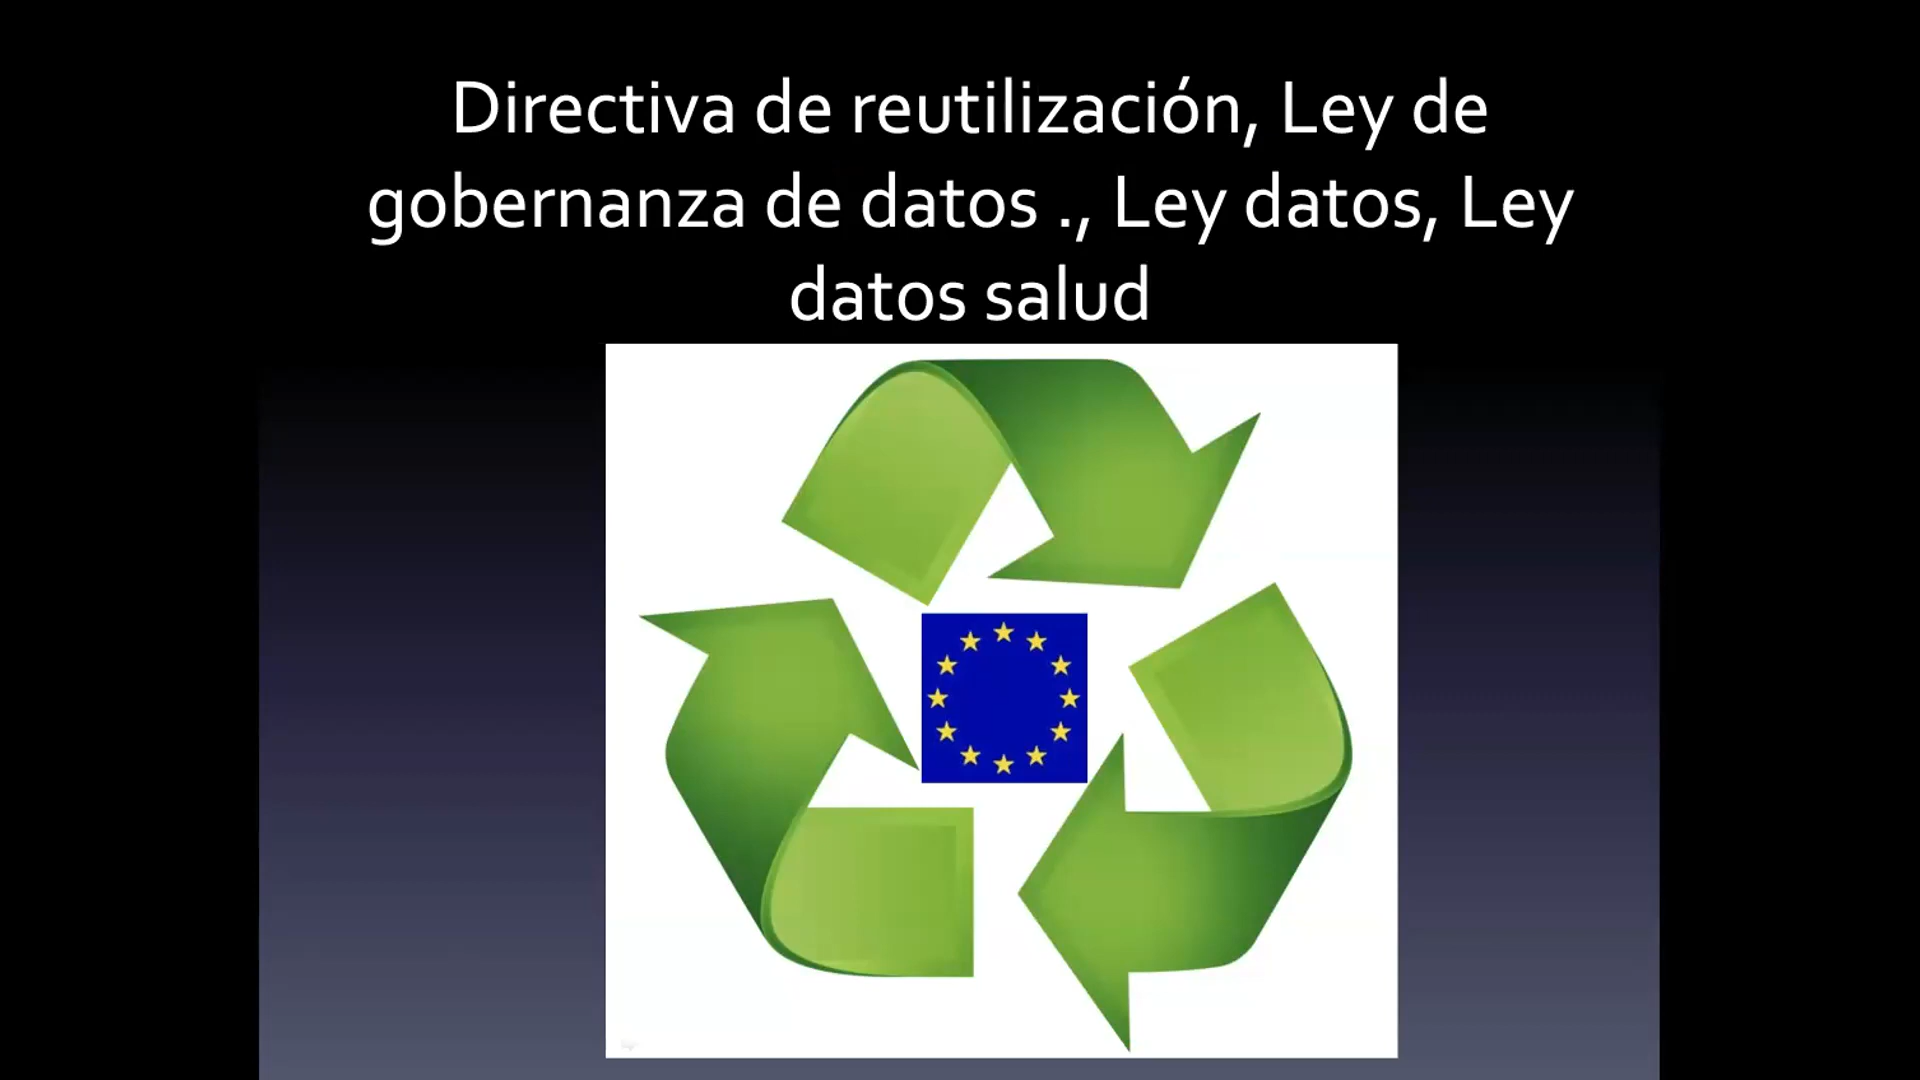 Directiva de reutilización, Ley de
gobernanza de datos ., Ley datos, Ley
datos salud